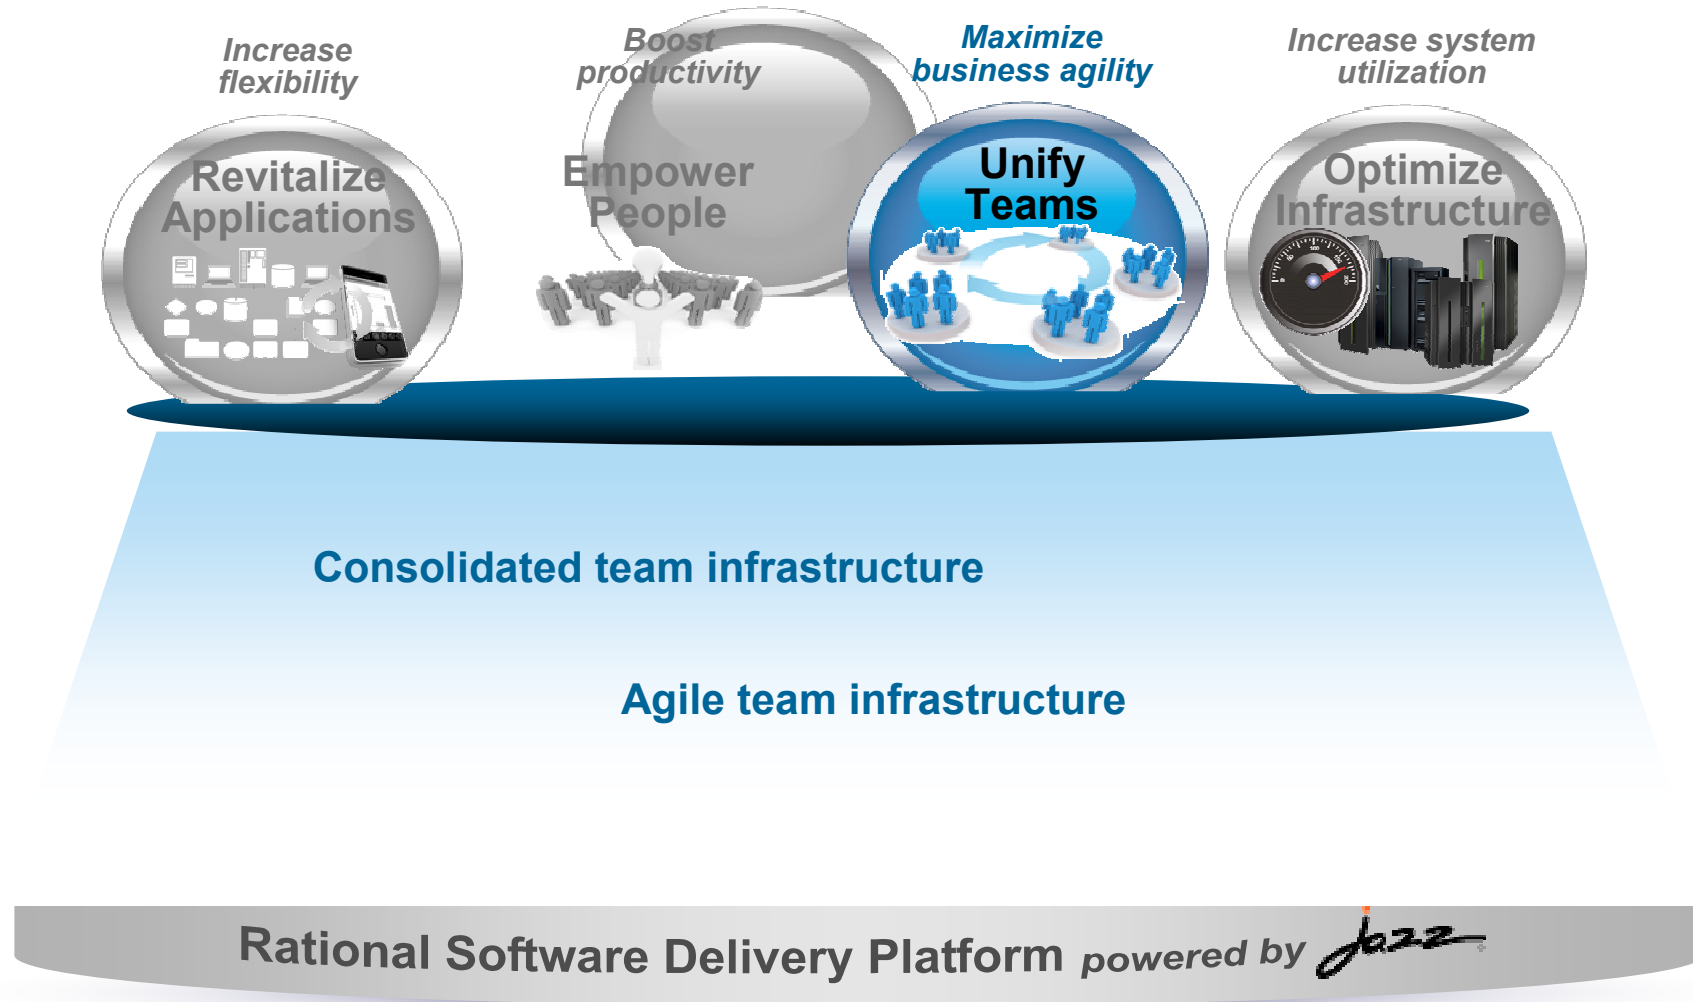 Increase
flexibility
Boost
productivity
Maximize
business agility
Increase system
utilization
Revitalize
Applications
Empower
People
Unify
Teams
Optimize
Infrastructure
Consolidated team infrastructure
Agile team infrastructure
Rational Software Delivery Platform powered by jazz